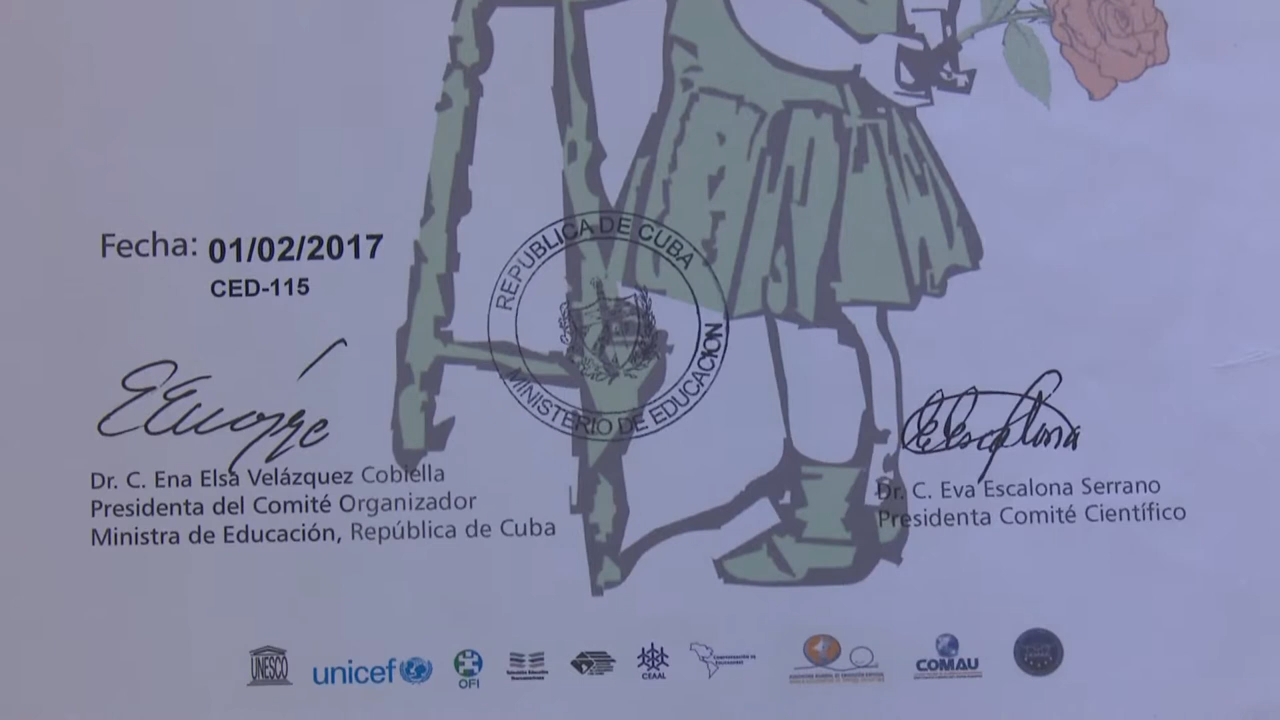 Fecha: 01/02/2017
CED-115
REPUBLICA DE CUBA
MINISTERIO DE EDUCACION
Dr. C. Ena Elsa Velázquez Cobiella
Presidenta del Comité Organizador
Ministra de Educación, República de Cuba
Dr. C. Eva Escalona Serrano
Presidenta Comité Científico
UNESCO
unicef
OFI
CEAAL
COMAU